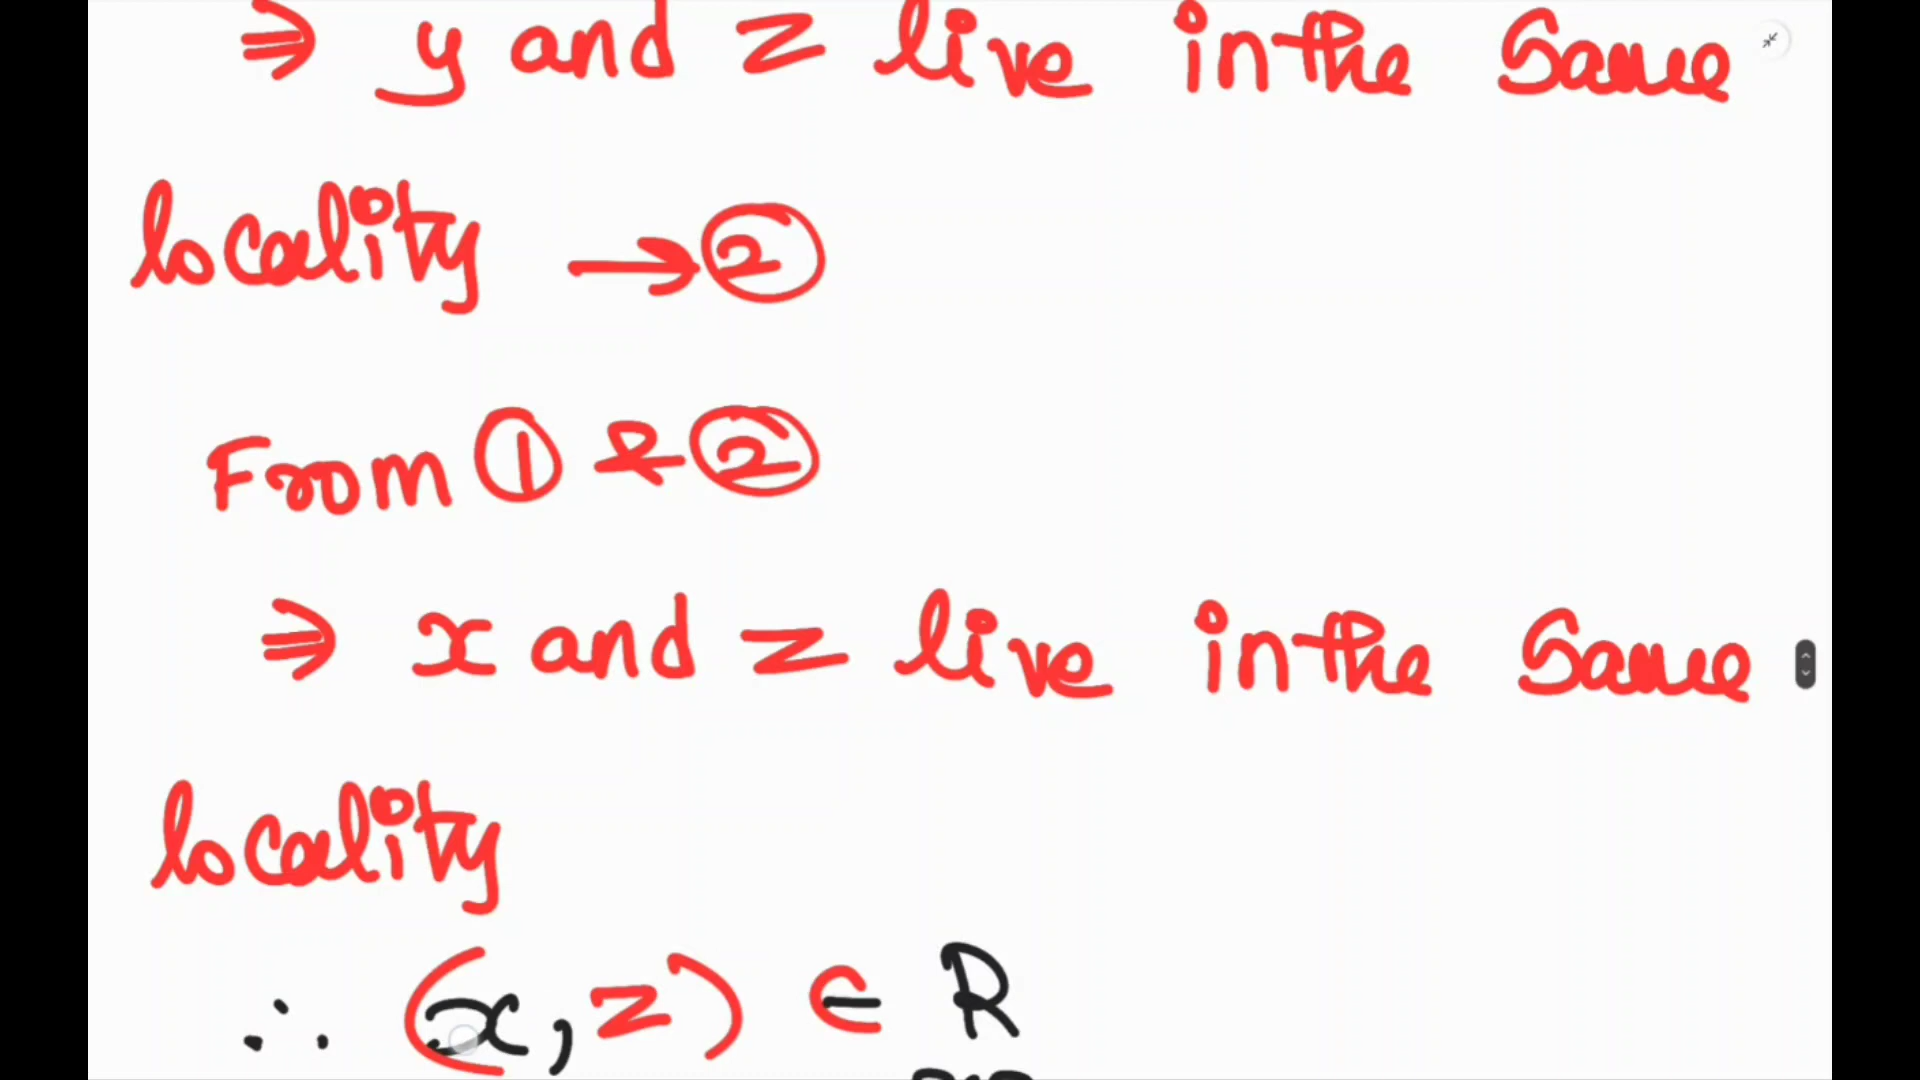 ⇒ y and z live in the Same
locality → ②
From ① & ②
⇒ x and z live in the Same
locality
∴ (x, z) ∈ R